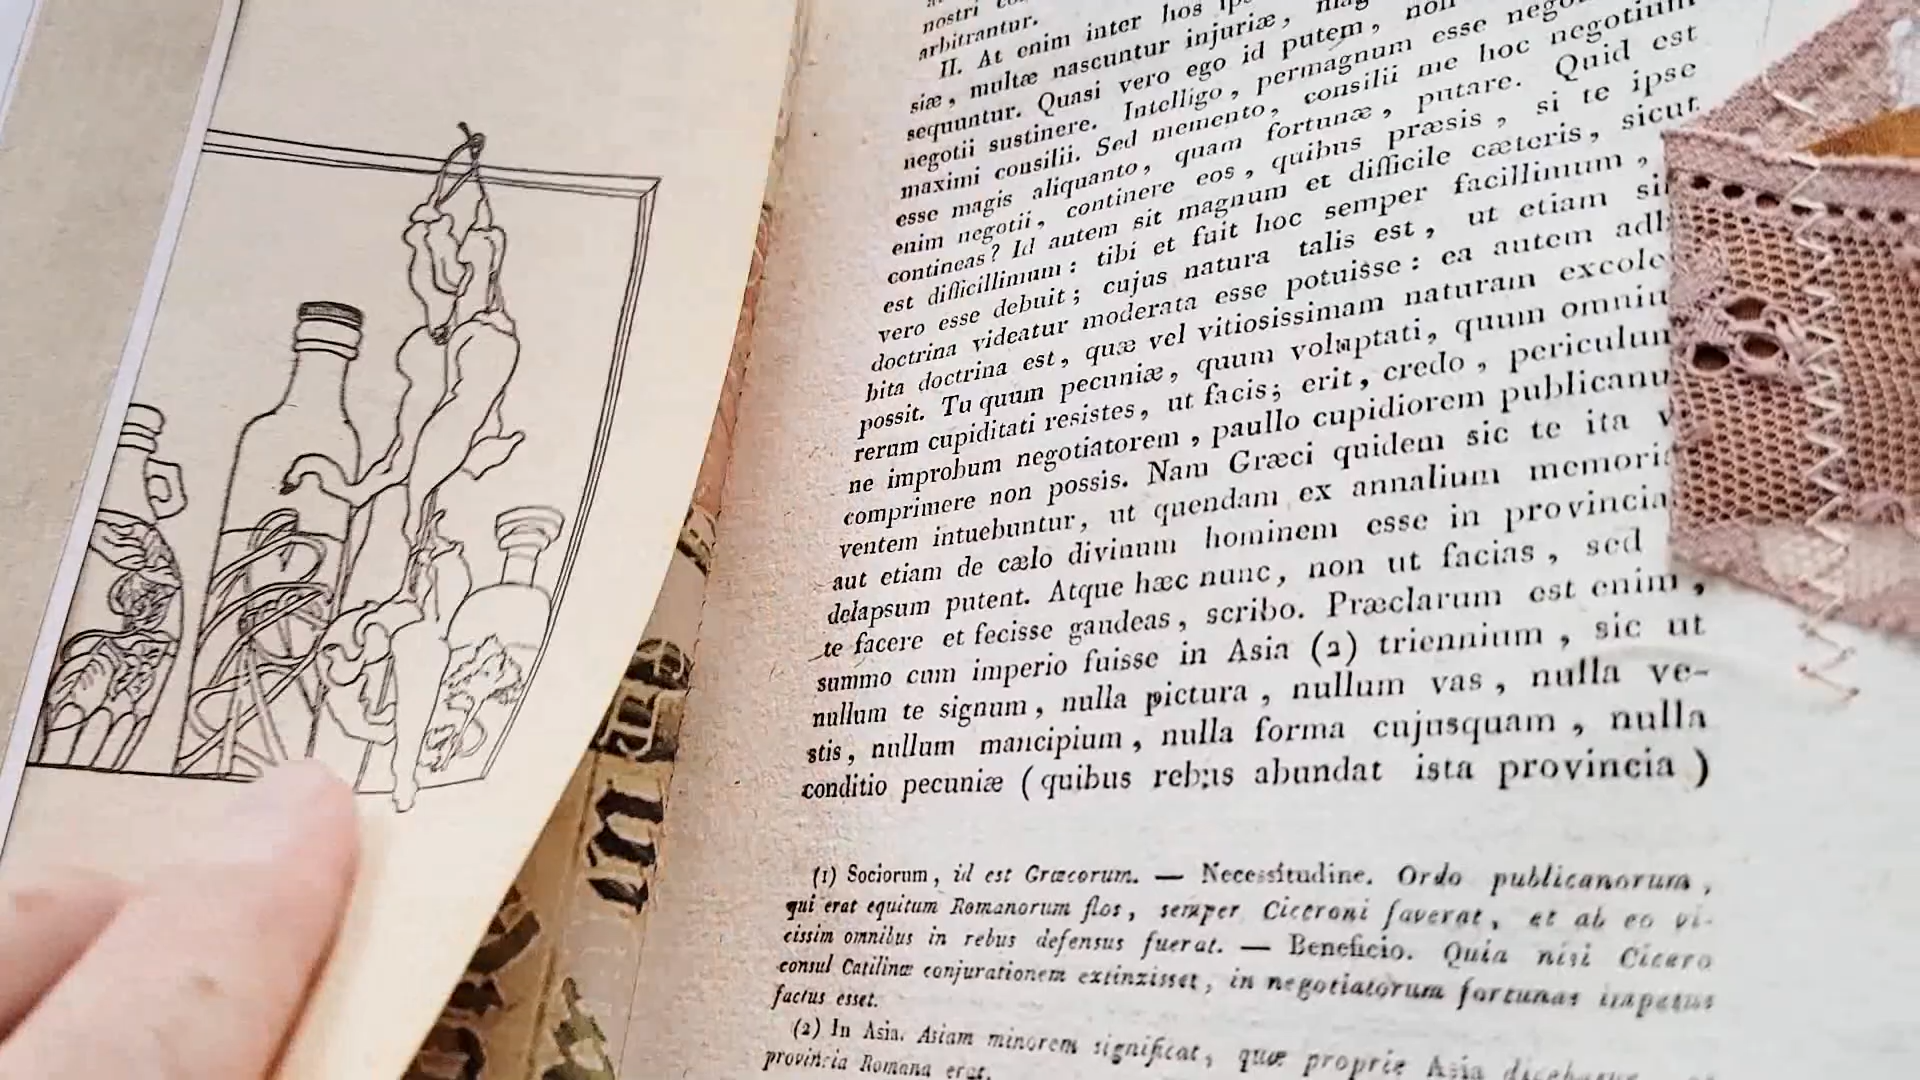 nostri
arbitrantur.
II. At enim inter hos
siæ, multæ nascuntur injuriæ,
sequuntur. Quasi vero ego id putem, non
negotii sustinere. Intelligo, permagnum esse
maximi consilii. Sed memento, consilii me hoc negotium
esse magis aliquanto, quam fortunæ, putare. Quid est
enim negotii, continere eos, quibus præsis, si te ipse
contineas? Id autem sit magnum et difficile cæteris, sicut
est difficillimum: tibi et fuit hoc semper facillimum,
vero esse debuit; cujus natura talis est, ut etiam
doctrina videatur moderata esse potuisse: ea autem
bita doctrina est, quæ vel vitiosissimam naturam
possit. Tu quum pecuniæ, quum voluptati, quum
rerum cupiditati resistes, ut facis; erit, credo,
ne improbum negotiatorem, paullo cupidiorem
comprimere non possis. Nam Græci quidem sic te ita
ventem intuebuntur, ut quendam ex annalium
aut etiam de cælo divinum hominem esse in
delapsum putent. Atque hæc nunc, non ut facias, sed
te facere et fecisse gaudeas, scribo. Præclarum est enim,
summo cum imperio fuisse in Asia (2) triennium, sic ut
nullum te signum, nulla pictura, nullum vas, nulla ve-
stis, nullum mancipium, nulla forma cujusquam, nulla
conditio pecuniæ (quibus rebus abundat ista provincia)
(1) Sociorum, id est Græcorum. — Necessitudine. Ordo publicanorum,
qui erat equitum Romanorum flos, semper Ciceroni faverat, et ab eo vi-
cissim omnibus in rebus defensus fuerat. — Beneficio. Quia nisi Cicero
consul Catilinæ conjurationem extinxisset, in negotiatorum fortunas impetus
factus esset.
(2) In Asia. Asiam minorem significat, quæ proprie Asia
provincia Romana erat.